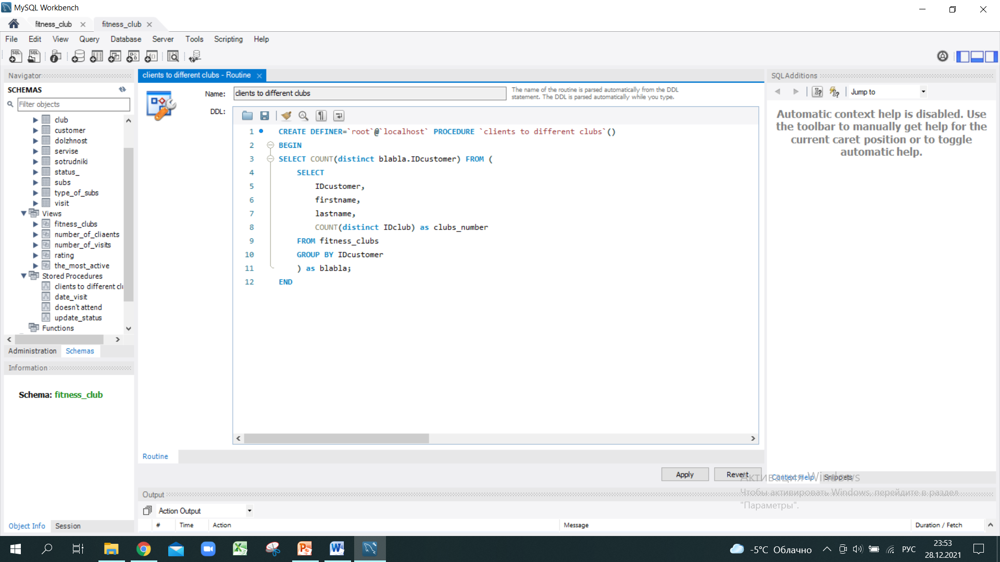 MySQL Workbench
fitness_club
fitness_club
File Edit View Query Database Server Tools Scripting Help
Navigator
SCHEMAS
Filter objects
club
customer
dolzhnost
servise
sotrudniki
status_
subs
type_of_subs
visit
Views
fitness_clubs
number_of_cliaents
number_of_visits
rating
the_most_active
Stored Procedures
clients to different clu
date_visit
doesn't attend
update_status
Functions
Administration Schemas
Information
Schema: fitness_club
Object Info Session
clients to different clubs - Routine
Name: clients to different clubs
The name of the routine is parsed automatically from the DDL
statement. The DDL is parsed automatically while you type.
DDL:
1 CREATE DEFINER=`root`@`localhost` PROCEDURE `clients to different clubs`()
2 BEGIN
3 SELECT COUNT(distinct blabla.IDcustomer) FROM (
4 SELECT
5 IDcustomer,
6 firstname,
7 lastname,
8 COUNT(distinct IDclub) as clubs_number
9 FROM fitness_clubs
10 GROUP BY IDcustomer
11 ) as blabla;
12 END
Routine
Apply Revert
SQLAdditions
Jump to
Automatic context help is disabled. Use
the toolbar to manually get help for the
current caret position or to toggle
automatic help.
Context Help Snippets
Активация Windows
Чтобы активировать Windows, перейдите в раздел
"Параметры".
Output
Action Output
# Time Action Message Duration / Fetch
-5°C Облачно
РУС
23:53
28.12.2021